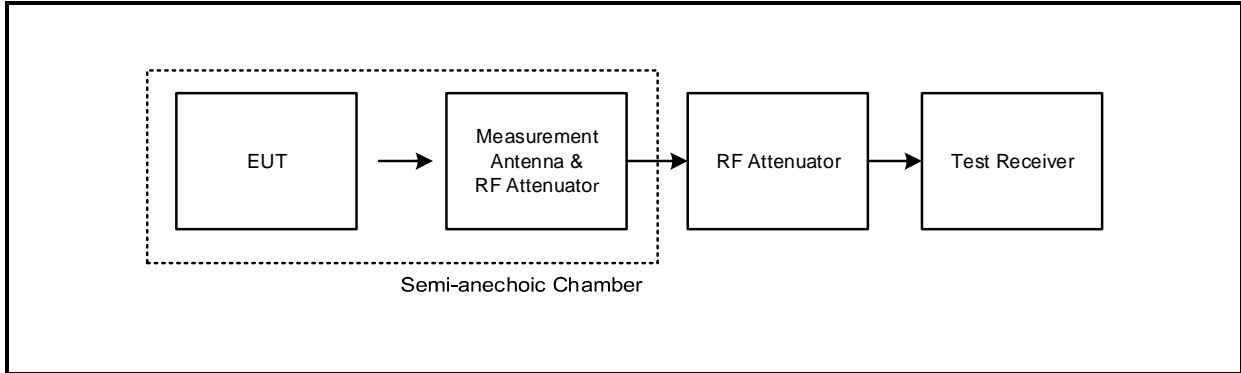 EUT
Measurement
Antenna &
RF Attenuator
RF Attenuator
Test Receiver
Semi-anechoic Chamber